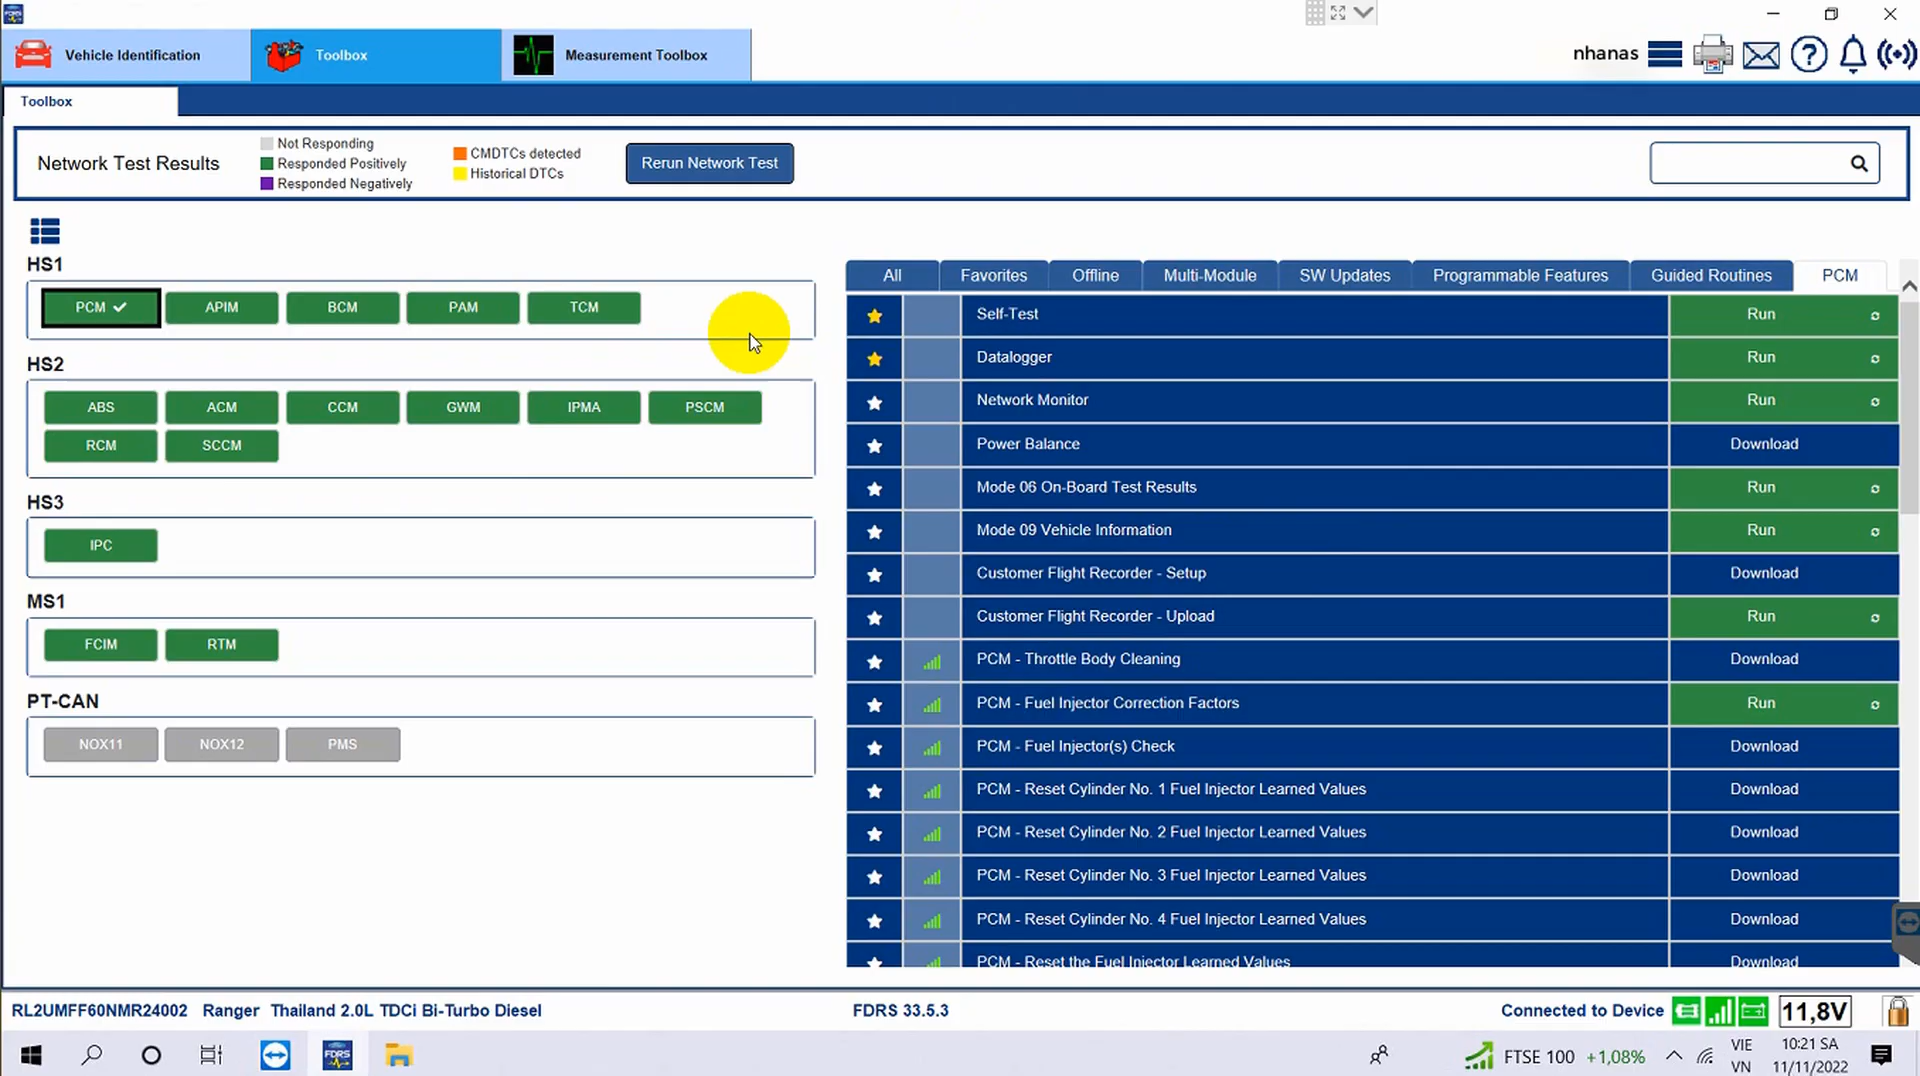 nhanas
Vehicle Identification
Toolbox
Measurement Toolbox
Toolbox
Network Test Results
Not Responding
Responded Positively
Responded Negatively
CMDTCs detected
Historical DTCs
Rerun Network Test
HS1
PCM
APIM
BCM
PAM
TCM
HS2
ABS
ACM
CCM
GWM
IPMA
PSCM
RCM
SCCM
HS3
IPC
MS1
FCIM
RTM
PT-CAN
NOX11
NOX12
PMS
All
Favorites
Offline
Multi-Module
SW Updates
Programmable Features
Guided Routines
PCM
Self-Test Run
Datalogger Run
Network Monitor Run
Power Balance Download
Mode 06 On-Board Test Results Run
Mode 09 Vehicle Information Run
Customer Flight Recorder - Setup Download
Customer Flight Recorder - Upload Run
PCM - Throttle Body Cleaning Download
PCM - Fuel Injector Correction Factors Run
PCM - Fuel Injector(s) Check Download
PCM - Reset Cylinder No. 1 Fuel Injector Learned Values Download
PCM - Reset Cylinder No. 2 Fuel Injector Learned Values Download
PCM - Reset Cylinder No. 3 Fuel Injector Learned Values Download
PCM - Reset Cylinder No. 4 Fuel Injector Learned Values Download
PCM - Reset the Fuel Injector Learned Values
RL2UMFF60NMR24002 Ranger Thailand 2.0L TDCi Bi-Turbo Diesel
FDRS 33.5.3
Connected to Device
11,8V
FDRS
FTSE 100 +1,08%
VIE
VN
10:21 SA
11/11/2022